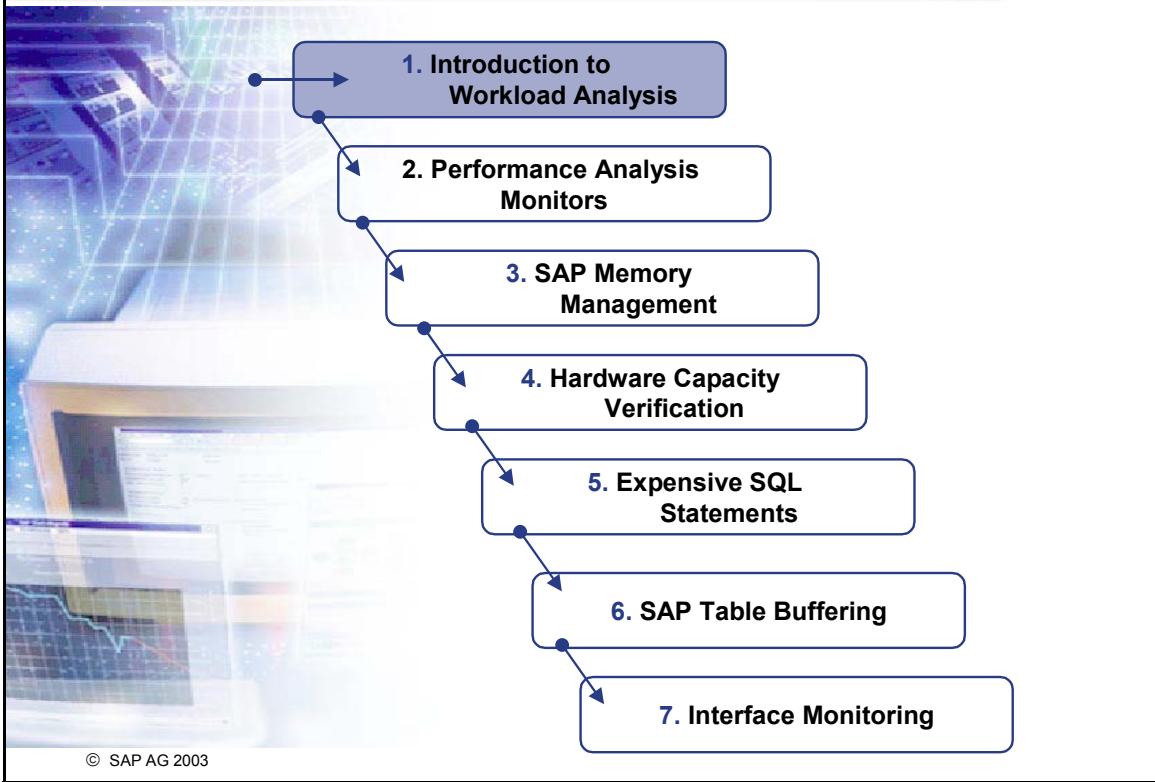 1. Introduction to
Workload Analysis
2. Performance Analysis
Monitors
3. SAP Memory
Management
4. Hardware Capacity
Verification
5. Expensive SQL
Statements
6. SAP Table Buffering
7. Interface Monitoring
© SAP AG 2003